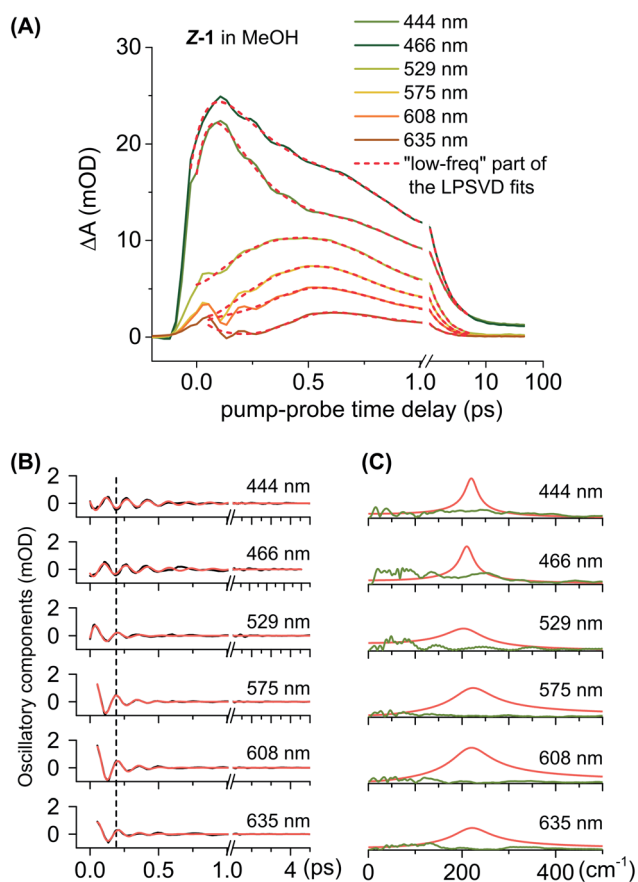 (A)
Z-1 in MeOH
444 nm
466 nm
529 nm
575 nm
608 nm
635 nm
"low-freq" part of
the LPSVD fits
ΔA (mOD)
30
20
10
0
0.0 0.5 1.0 10 100
pump-probe time delay (ps)
(B)
Oscillatory components (mOD)
2
0
444 nm
2
0
466 nm
2
0
529 nm
2
0
575 nm
2
0
608 nm
2
0
635 nm
0.0 0.5 1.0 4 (ps)
(C)
444 nm
466 nm
529 nm
575 nm
608 nm
635 nm
0 200 400 (cm⁻¹)